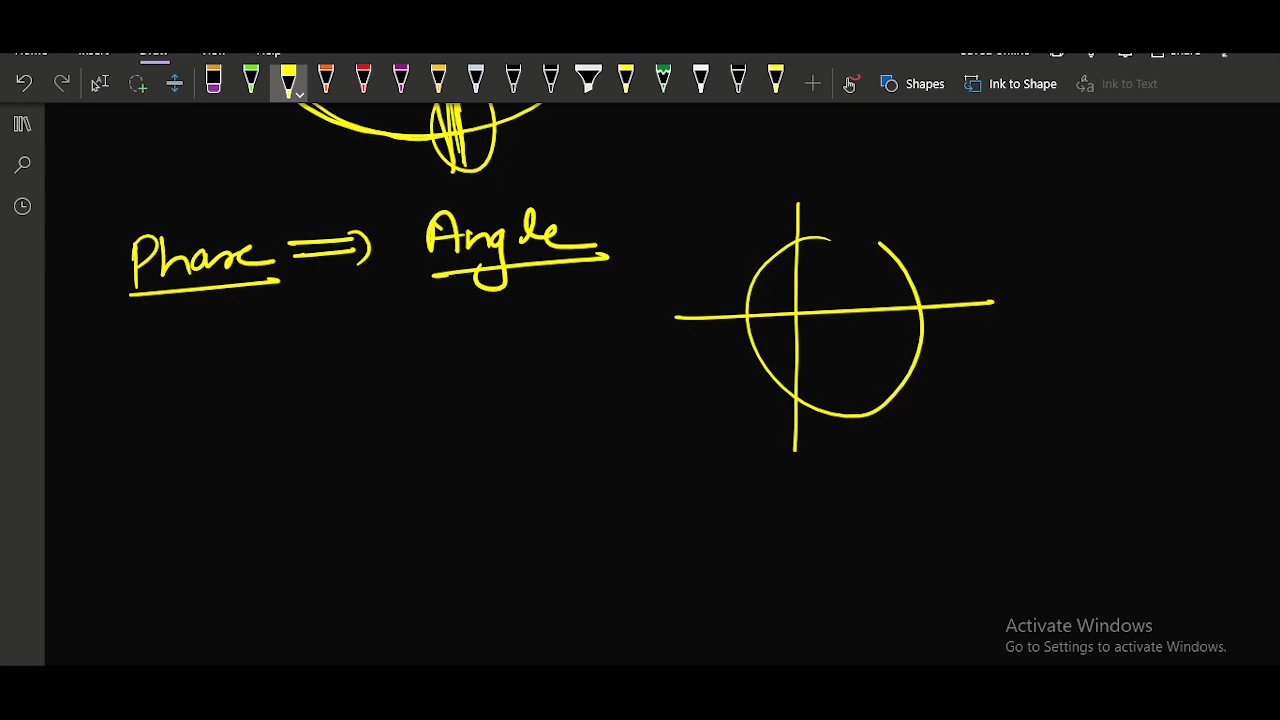 Shapes Ink to Shape Ink to Text
Phase ⇒ Angle
Activate Windows
Go to Settings to activate Windows.